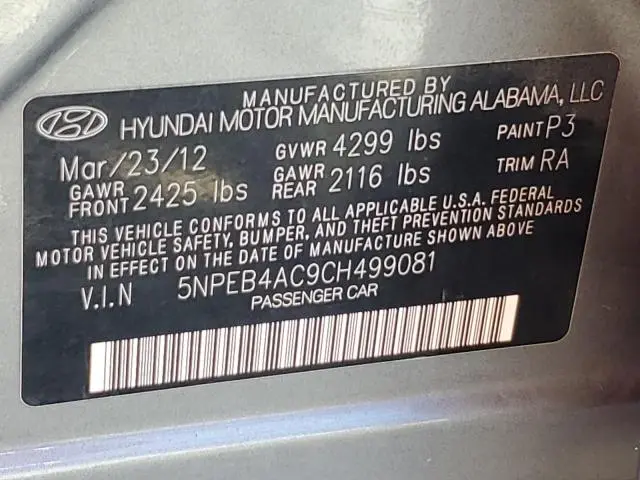 MANUFACTURED BY
HYUNDAI MOTOR MANUFACTURING ALABAMA, LLC
Mar/23/12 GVWR 4299 lbs PAINT P3
GAWR FRONT 2425 lbs GAWR REAR 2116 lbs TRIM RA
THIS VEHICLE CONFORMS TO ALL APPLICABLE U.S.A. FEDERAL
MOTOR VEHICLE SAFETY, BUMPER, AND THEFT PREVENTION STANDARDS
IN EFFECT ON THE DATE OF MANUFACTURE SHOWN ABOVE.
V.I.N 5NPEB4AC9CH499081
PASSENGER CAR